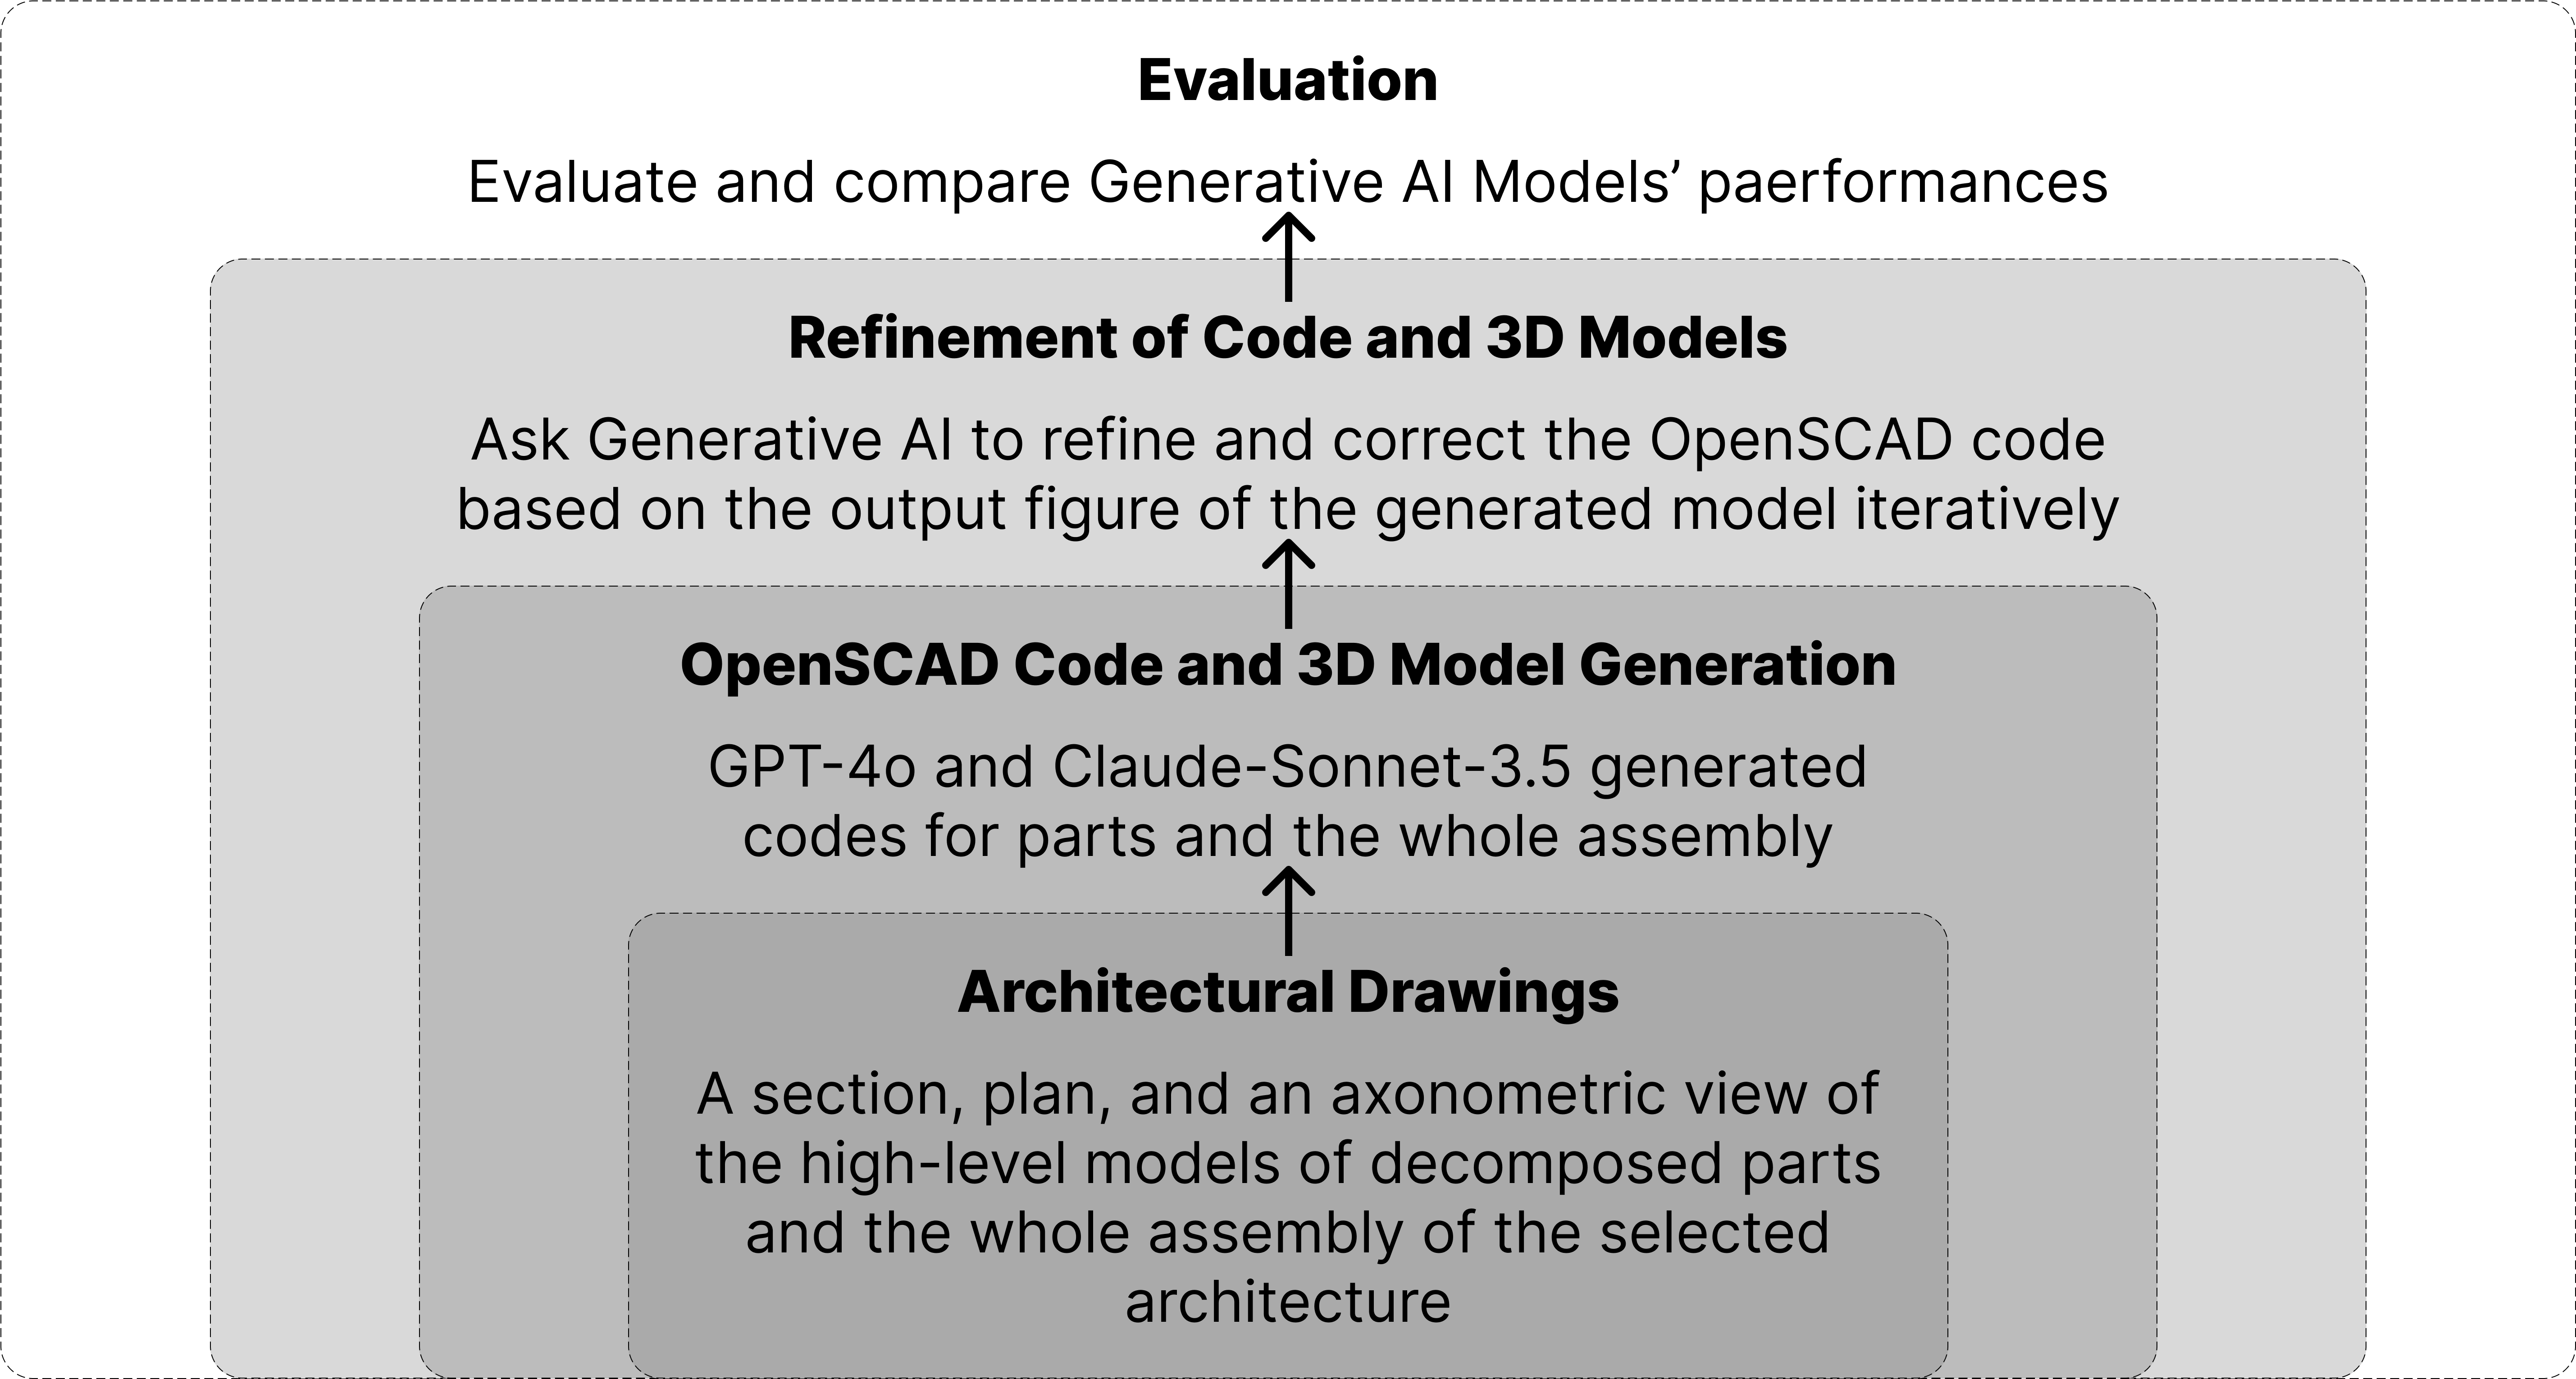 Evaluation
Evaluate and compare Generative AI Models’ paerformances
Refinement of Code and 3D Models
Ask Generative AI to refine and correct the OpenSCAD code
based on the output figure of the generated model iteratively
OpenSCAD Code and 3D Model Generation
GPT-4o and Claude-Sonnet-3.5 generated
codes for parts and the whole assembly
Architectural Drawings
A section, plan, and an axonometric view of
the high-level models of decomposed parts
and the whole assembly of the selected
architecture